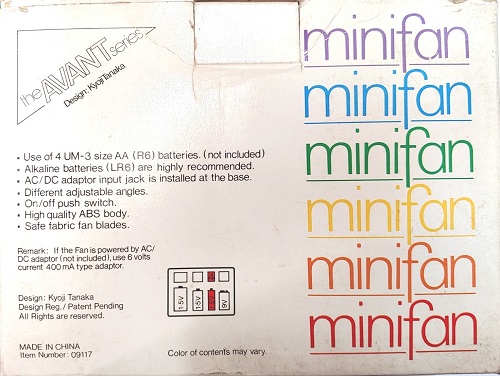 the AVANT series
Design: Kyoji Tanaka
minifan
minifan
minifan
minifan
minifan
minifan
• Use of 4 UM-3 size AA (R6) batteries. (not included)
• Alkaline batteries (LR6) are highly recommended.
• AC/DC adaptor input jack is installed at the base.
• Different adjustable angles.
• On/off push switch.
• High quality ABS body.
• Safe fabric fan blades.
Remark: If the Fan is powered by AC/
DC adaptor (not included), use 6 volts
current 400 mA type adaptor.
1.5V 1.5V 9V
Design: Kyoji Tanaka
Design Reg./Patent Pending
All Rights are reserved.
MADE IN CHINA
Item Number: 09117
Color of contents may vary.